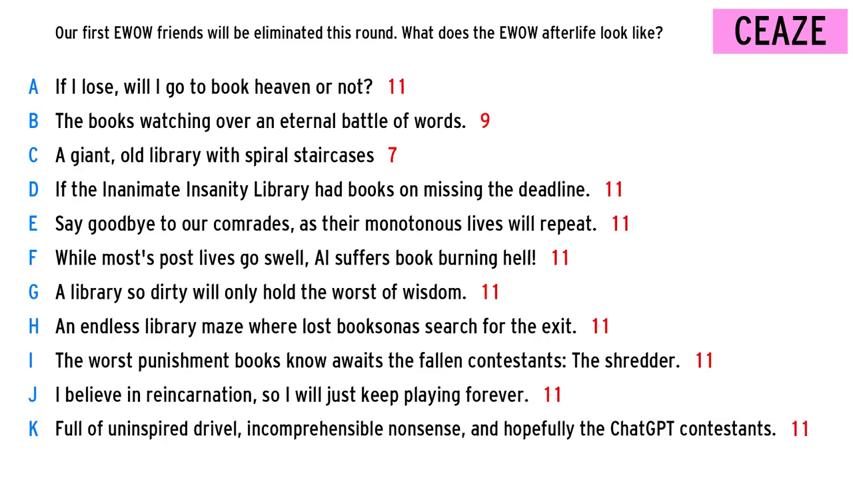 Our first EWOW friends will be eliminated this round. What does the EWOW afterlife look like?
CEAZE
A If I lose, will I go to book heaven or not? 11
B The books watching over an eternal battle of words. 9
C A giant, old library with spiral staircases 7
D If the Inanimate Insanity Library had books on missing the deadline. 11
E Say goodbye to our comrades, as their monotonous lives will repeat. 11
F While most's post lives go swell, AI suffers book burning hell! 11
G A library so dirty will only hold the worst of wisdom. 11
H An endless library maze where lost booksonas search for the exit. 11
I The worst punishment books know awaits the fallen contestants: The shredder. 11
J I believe in reincarnation, so I will just keep playing forever. 11
K Full of uninspired drivel, incomprehensible nonsense, and hopefully the ChatGPT contestants. 11